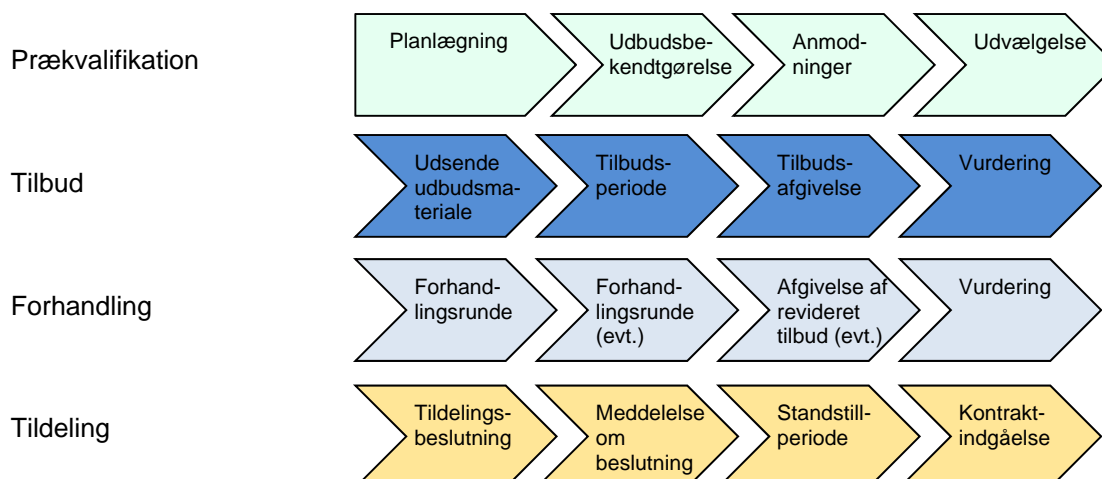 Prækvalifikation
Planlægning
Udbudsbe-
kendtgørelse
Anmod-
ninger
Udvælgelse
Tilbud
Udsende
udbudsma-
teriale
Tilbuds-
periode
Tilbuds-
afgivelse
Vurdering
Forhandling
Forhand-
lingsrunde
Forhand-
lingsrunde
(evt.)
Afgivelse af
revideret
tilbud (evt.)
Vurdering
Tildeling
Tildelings-
beslutning
Meddelelse
om
beslutning
Standstill-
periode
Kontrakt-
indgåelse